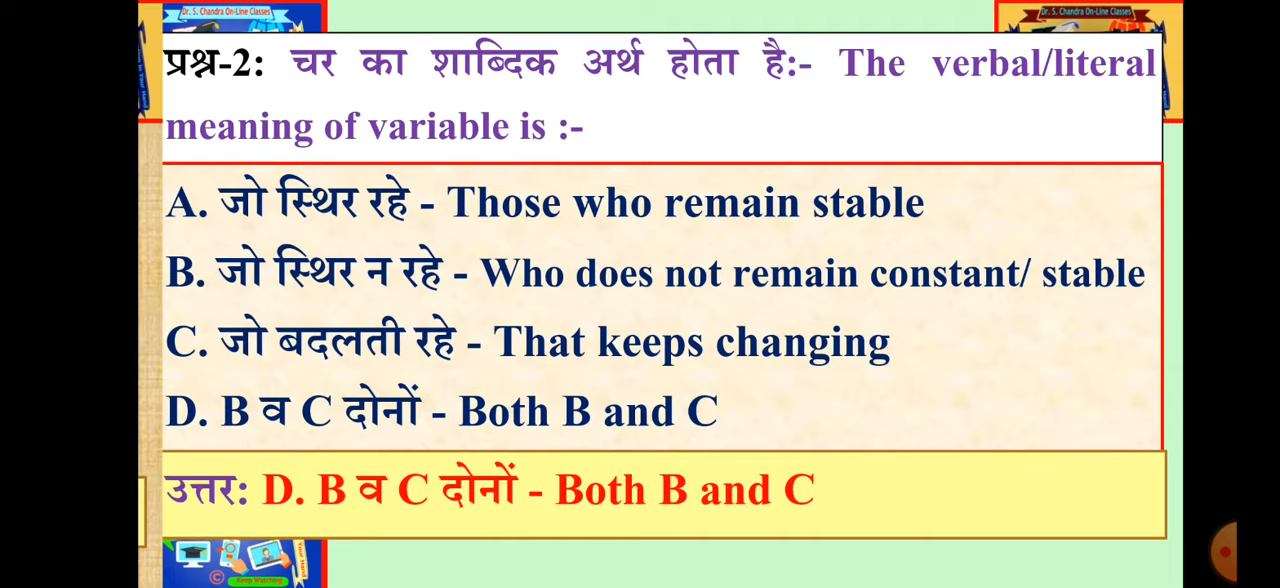 Dr. S. Chandra On-Line Classes
Dr. S. Chandra On-Line Classes
प्रश्न-2: चर का शाब्दिक अर्थ होता है:- The verbal/literal
meaning of variable is :-
A. जो स्थिर रहे - Those who remain stable
B. जो स्थिर न रहे - Who does not remain constant/ stable
C. जो बदलती रहे - That keeps changing
D. B व C दोनों - Both B and C
उत्तर: D. B व C दोनों - Both B and C
© Keep Watching